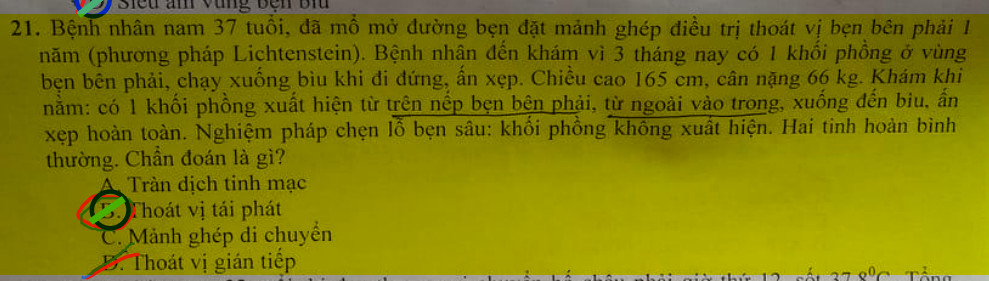 Siêu âm vùng bẹn bìu
21. Bệnh nhân nam 37 tuổi, đã mổ mở đường bẹn đặt mảnh ghép điều trị thoát vị bẹn bên phải 1
năm (phương pháp Lichtenstein). Bệnh nhân đến khám vì 3 tháng nay có 1 khối phồng ở vùng
bẹn bên phải, chạy xuống bìu khi đi đứng, ấn xẹp. Chiều cao 165 cm, cân nặng 66 kg. Khám khi
nằm: có 1 khối phồng xuất hiện từ trên nếp bẹn bên phải, từ ngoài vào trong, xuống đến bìu, ấn
xẹp hoàn toàn. Nghiệm pháp chẹn lỗ bẹn sâu: khối phồng không xuất hiện. Hai tinh hoàn bình
thường. Chẩn đoán là gì?
A. Tràn dịch tinh mạc
B. Thoát vị tái phát
C. Mảnh ghép di chuyển
D. Thoát vị gián tiếp
giờ thứ 12, sốt 37,8⁰C. Tổng